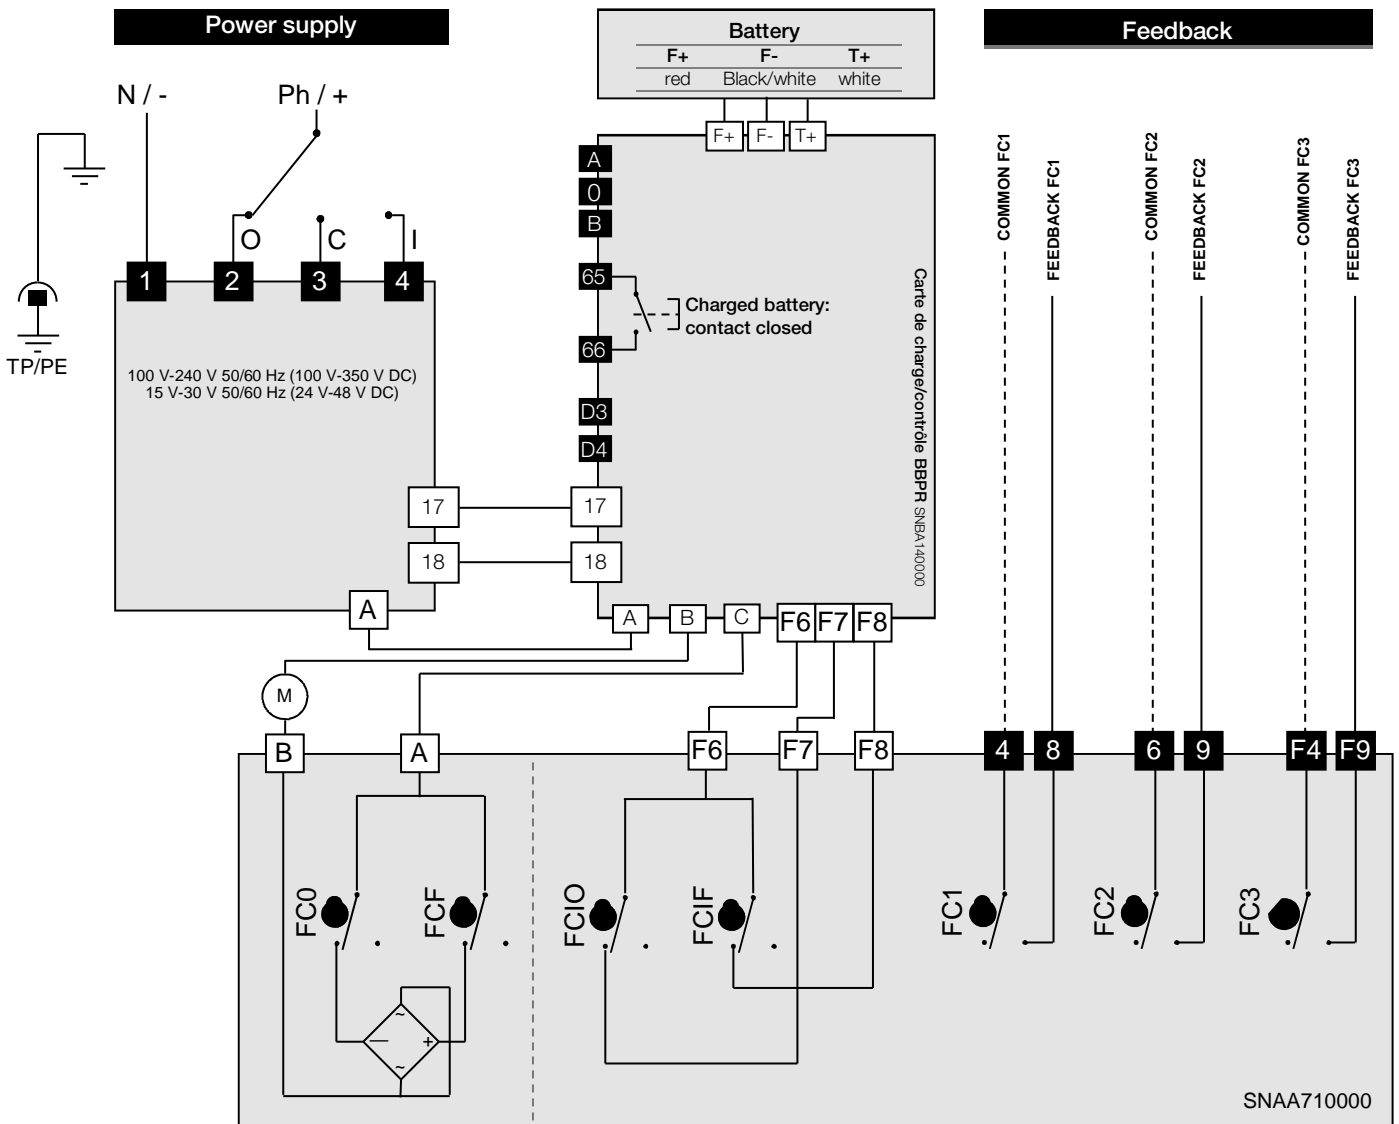 Power supply
Battery
F+ F- T+
red Black/white white
Feedback
N / -
Ph / +
O
C
I
1
2
3
4
TP/PE
100 V-240 V 50/60 Hz (100 V-350 V DC)
15 V-30 V 50/60 Hz (24 V-48 V DC)
17
18
A
F+
F-
T+
A
0
B
65
66
Charged battery:
contact closed
D3
D4
17
18
Carte de charge/contrôle BBPR SNBA140000
A
B
C
F6
F7
F8
COMMON FC1
FEEDBACK FC1
COMMON FC2
FEEDBACK FC2
COMMON FC3
FEEDBACK FC3
M
B
A
F6
F7
F8
4
8
6
9
F4
F9
FC0
FCF
FCIO
FCIF
FC1
FC2
FC3
~
—
+
~
SNAA710000